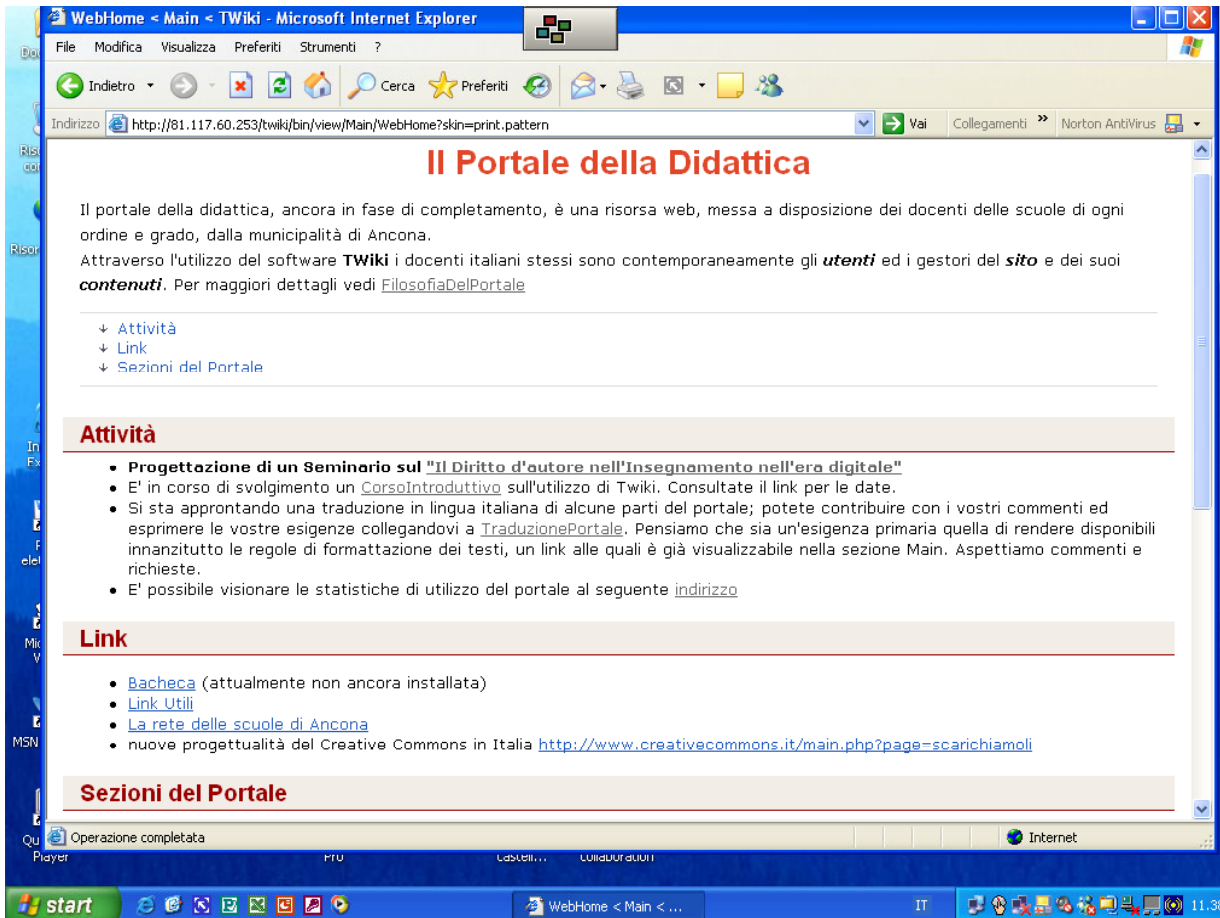 WebHome < Main < TWiki - Microsoft Internet Explorer
File Modifica Visualizza Preferiti Strumenti ?
Indietro Cerca Preferiti
Indirizzo http://81.117.60.253/twiki/bin/view/Main/WebHome?skin=print.pattern Vai Collegamenti » Norton AntiVirus
Il Portale della Didattica
Il portale della didattica, ancora in fase di completamento, è una risorsa web, messa a disposizione dei docenti delle scuole di ogni
ordine e grado, dalla municipalità di Ancona.
Attraverso l'utilizzo del software TWiki i docenti italiani stessi sono contemporaneamente gli utenti ed i gestori del sito e dei suoi
contenuti. Per maggiori dettagli vedi FilosofiaDelPortale
↓ Attività
↓ Link
↓ Sezioni del Portale
Attività
• Progettazione di un Seminario sul "Il Diritto d'autore nell'Insegnamento nell'era digitale"
• E' in corso di svolgimento un CorsoIntroduttivo sull'utilizzo di Twiki. Consultate il link per le date.
• Si sta approntando una traduzione in lingua italiana di alcune parti del portale; potete contribuire con i vostri commenti ed
esprimere le vostre esigenze collegandovi a TraduzionePortale. Pensiamo che sia un'esigenza primaria quella di rendere disponibili
innanzitutto le regole di formattazione dei testi, un link alle quali è già visualizzabile nella sezione Main. Aspettiamo commenti e
richieste.
• E' possibile visionare le statistiche di utilizzo del portale al seguente indirizzo
Link
• Bacheca (attualmente non ancora installata)
• Link Utili
• La rete delle scuole di Ancona
• nuove progettualità del Creative Commons in Italia http://www.creativecommons.it/main.php?page=scarichiamoli
Sezioni del Portale
Operazione completata Internet
MSN
Player Pro Castell... Collaboration
start WebHome < Main < ... IT 11.38